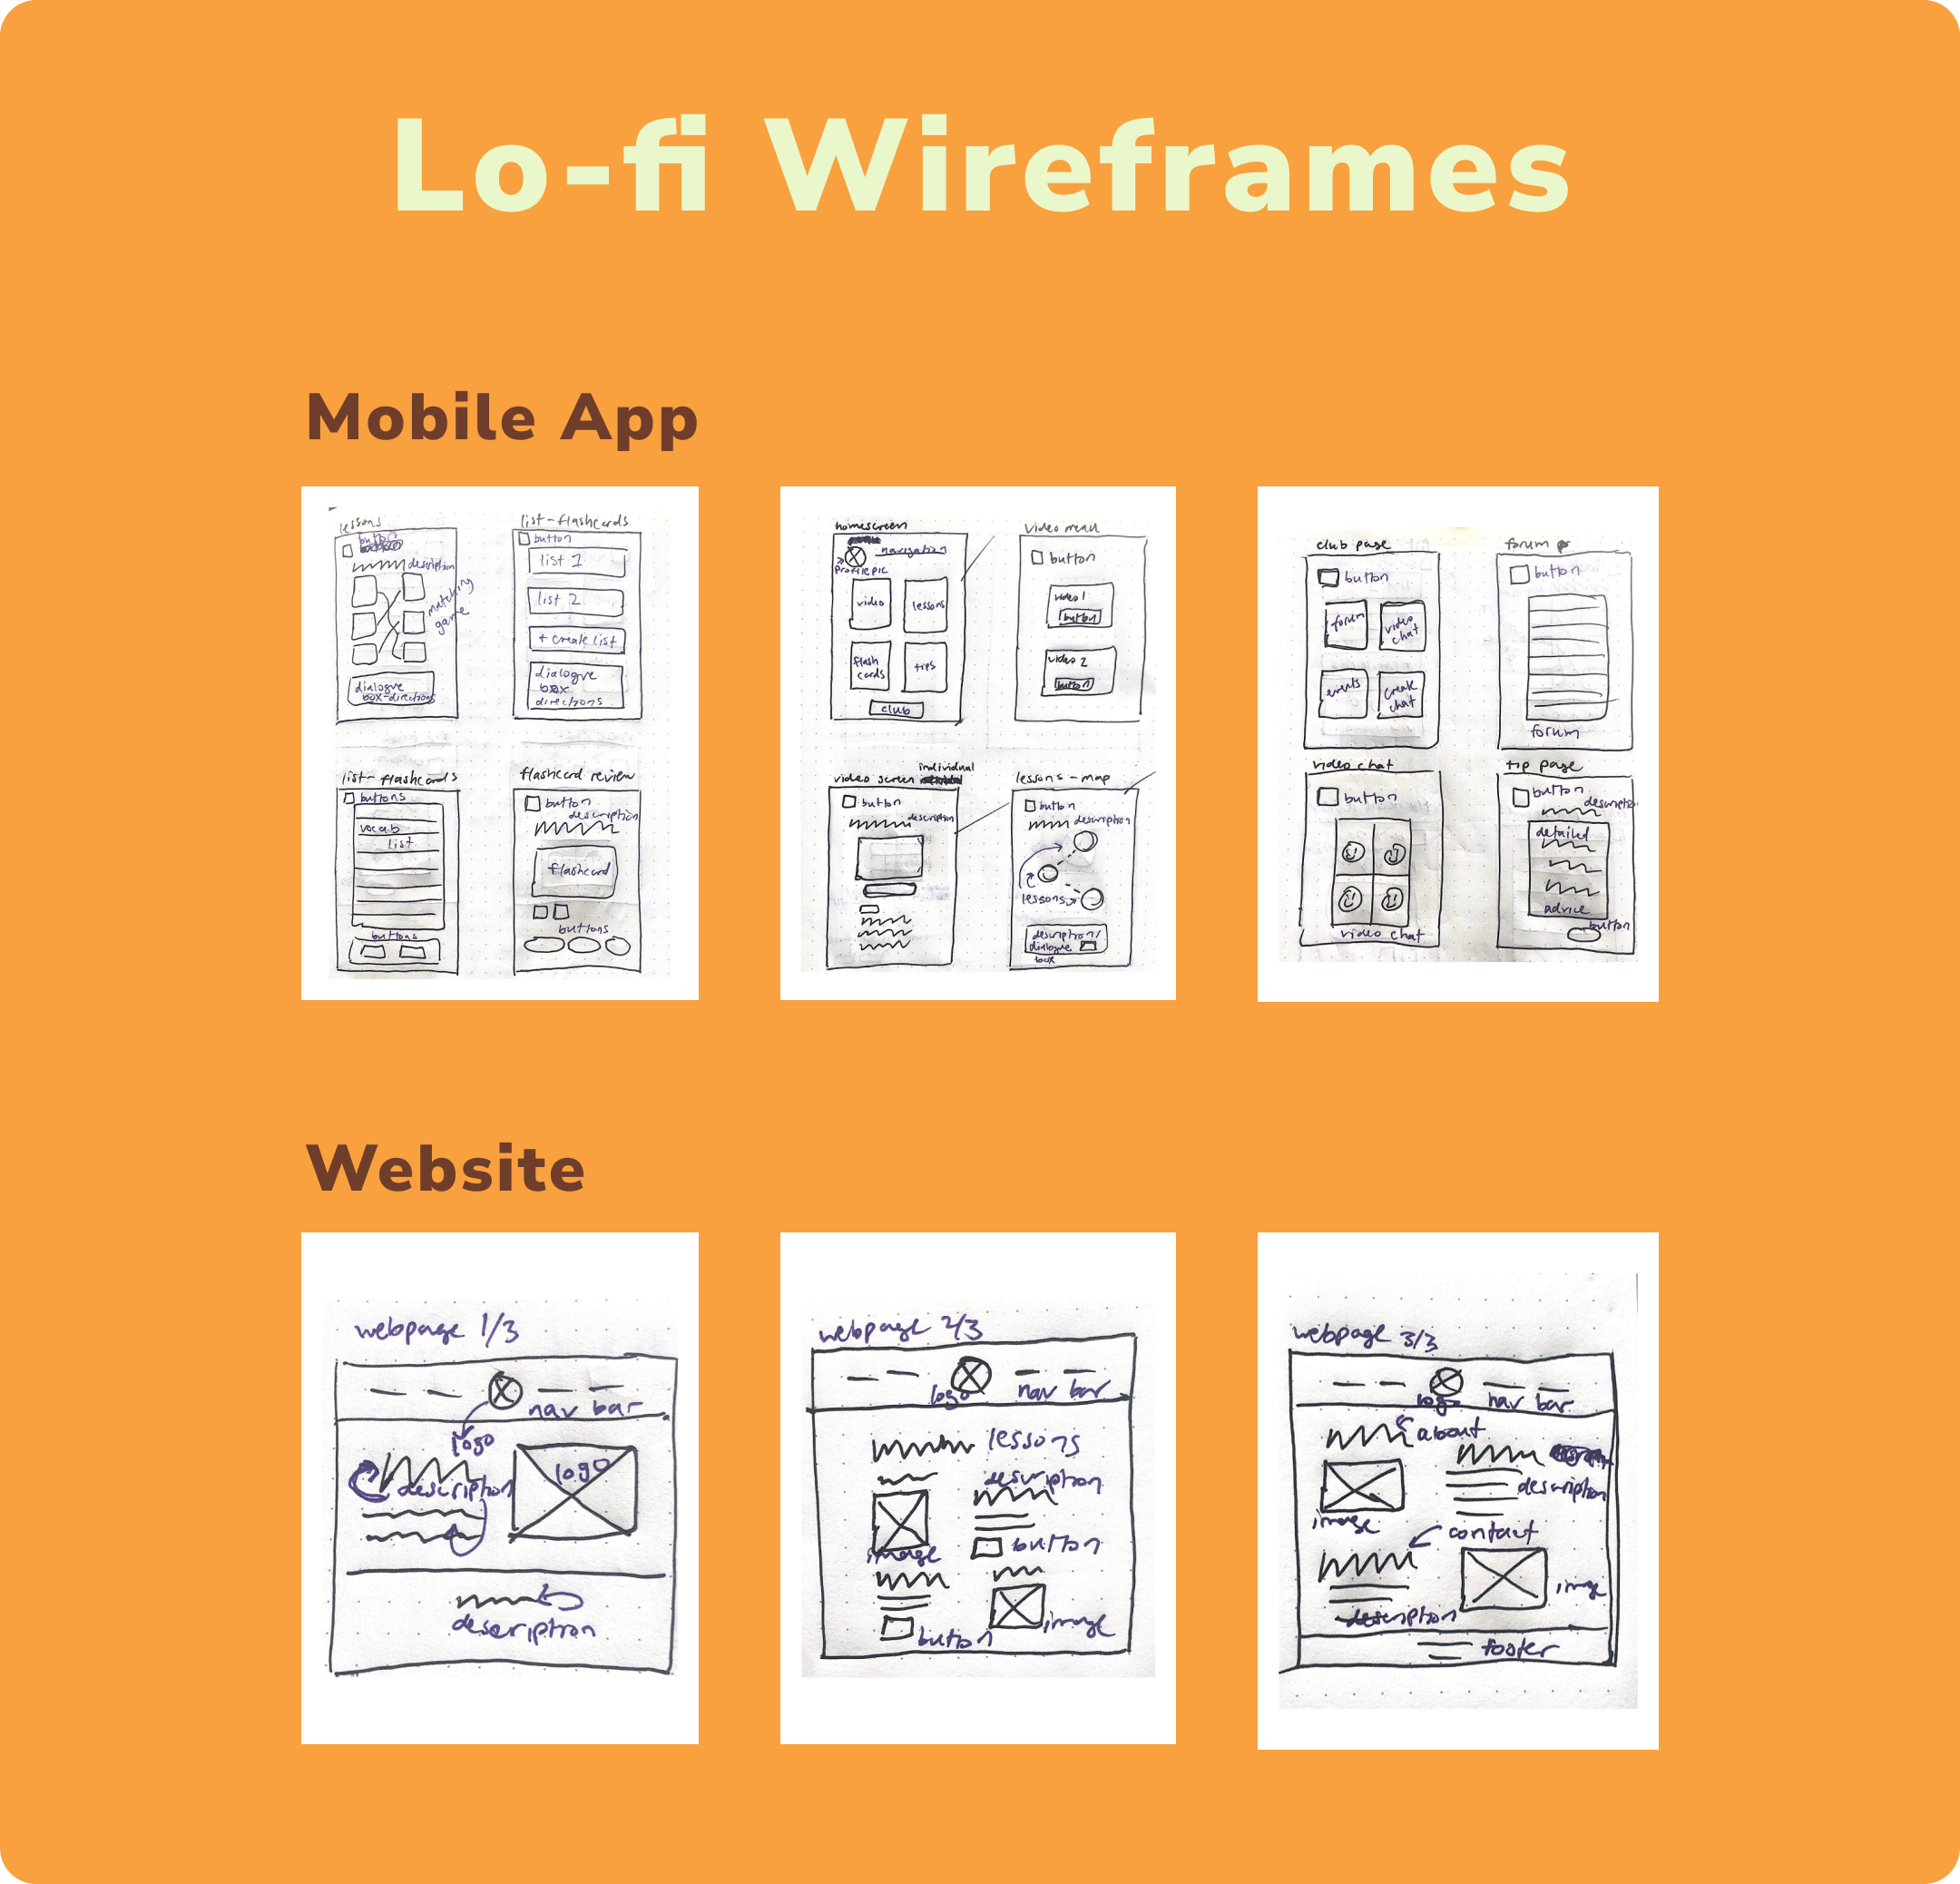 Lo-fi Wireframes
Mobile App
lessons
button
description
matching
game
dialogue
box-directions
list-flashcards
button
list 1
list 2
+ create list
dialogue
box
directions
list-flashcards
buttons
vocab
list
buttons
flashcard review
button
description
flashcard
buttons
homescreen
navigation
profile pic
video
lessons
flash
cards
tips
club
video
button
video 1
button
video 2
button
individual
video screen
button
description
lessons - map
button
description
lessons
description/
dialogue
box
club page
button
forum
video
chat
events
create
chat
forum p
button
forum
video chat
button
video chat
tip page
button
description
detailed
advice
button
Website
webpage 1/3
nav bar
logo
logo
description
description
webpage 2/3
logo
nav bar
lessons
description
image
button
button
image
webpage 3/3
logo
nav bar
about
description
image
contact
image
description
footer